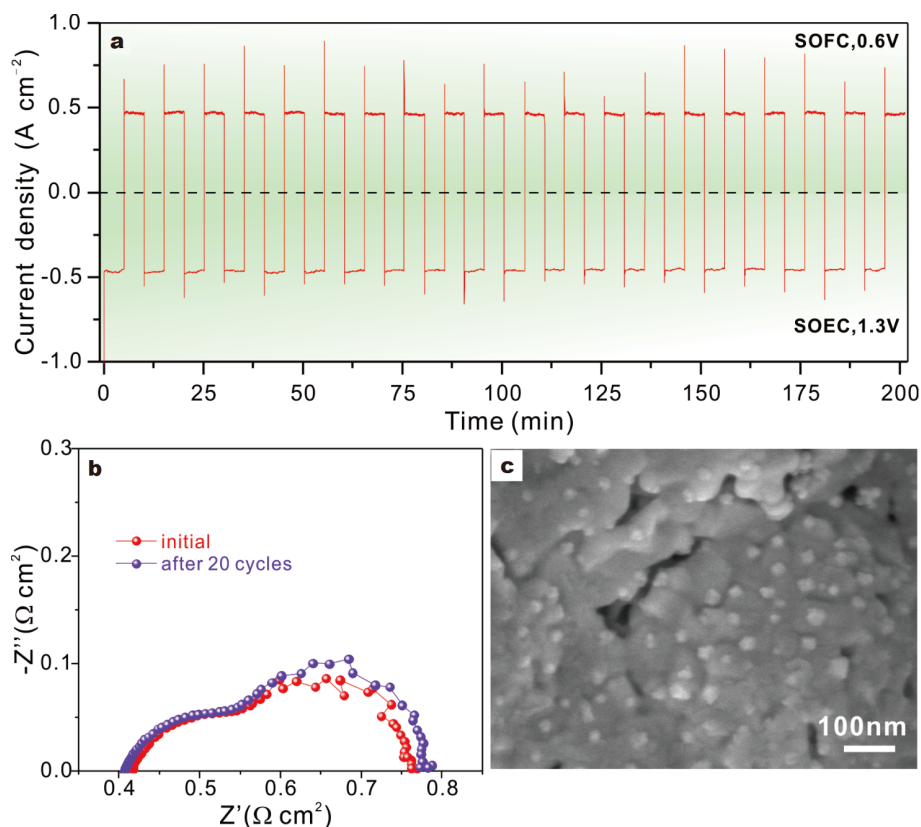 a
SOFC,0.6V
SOEC,1.3V
1.0
0.5
0.0
-0.5
-1.0
Current density (A cm⁻²)
0 25 50 75 100 125 150 175 200
Time (min)
b
initial
after 20 cycles
0.3
0.2
0.1
0.0
-Z''(Ω cm²)
0.4 0.5 0.6 0.7 0.8
Z'(Ω cm²)
c
100nm